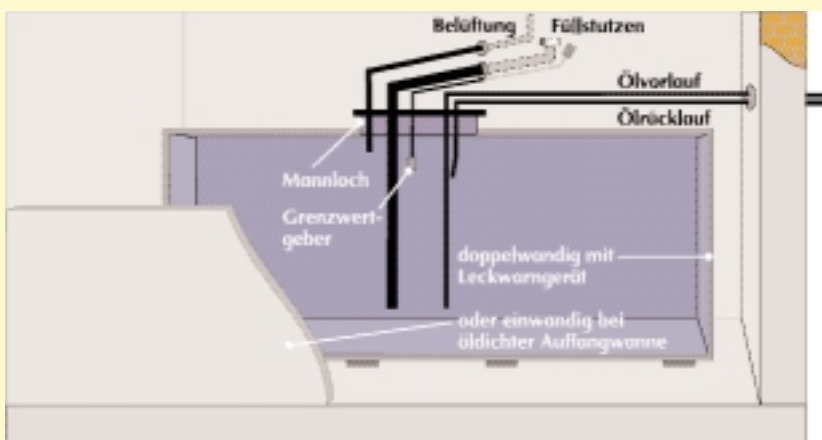 Belüftung Füllstutzen
Ölvorlauf
Ölrücklauf
Mannloch
Grenzwert-
geber
doppelwandig mit
Leckwarngerät
oder einwandig bei
öldichter Auffangwanne